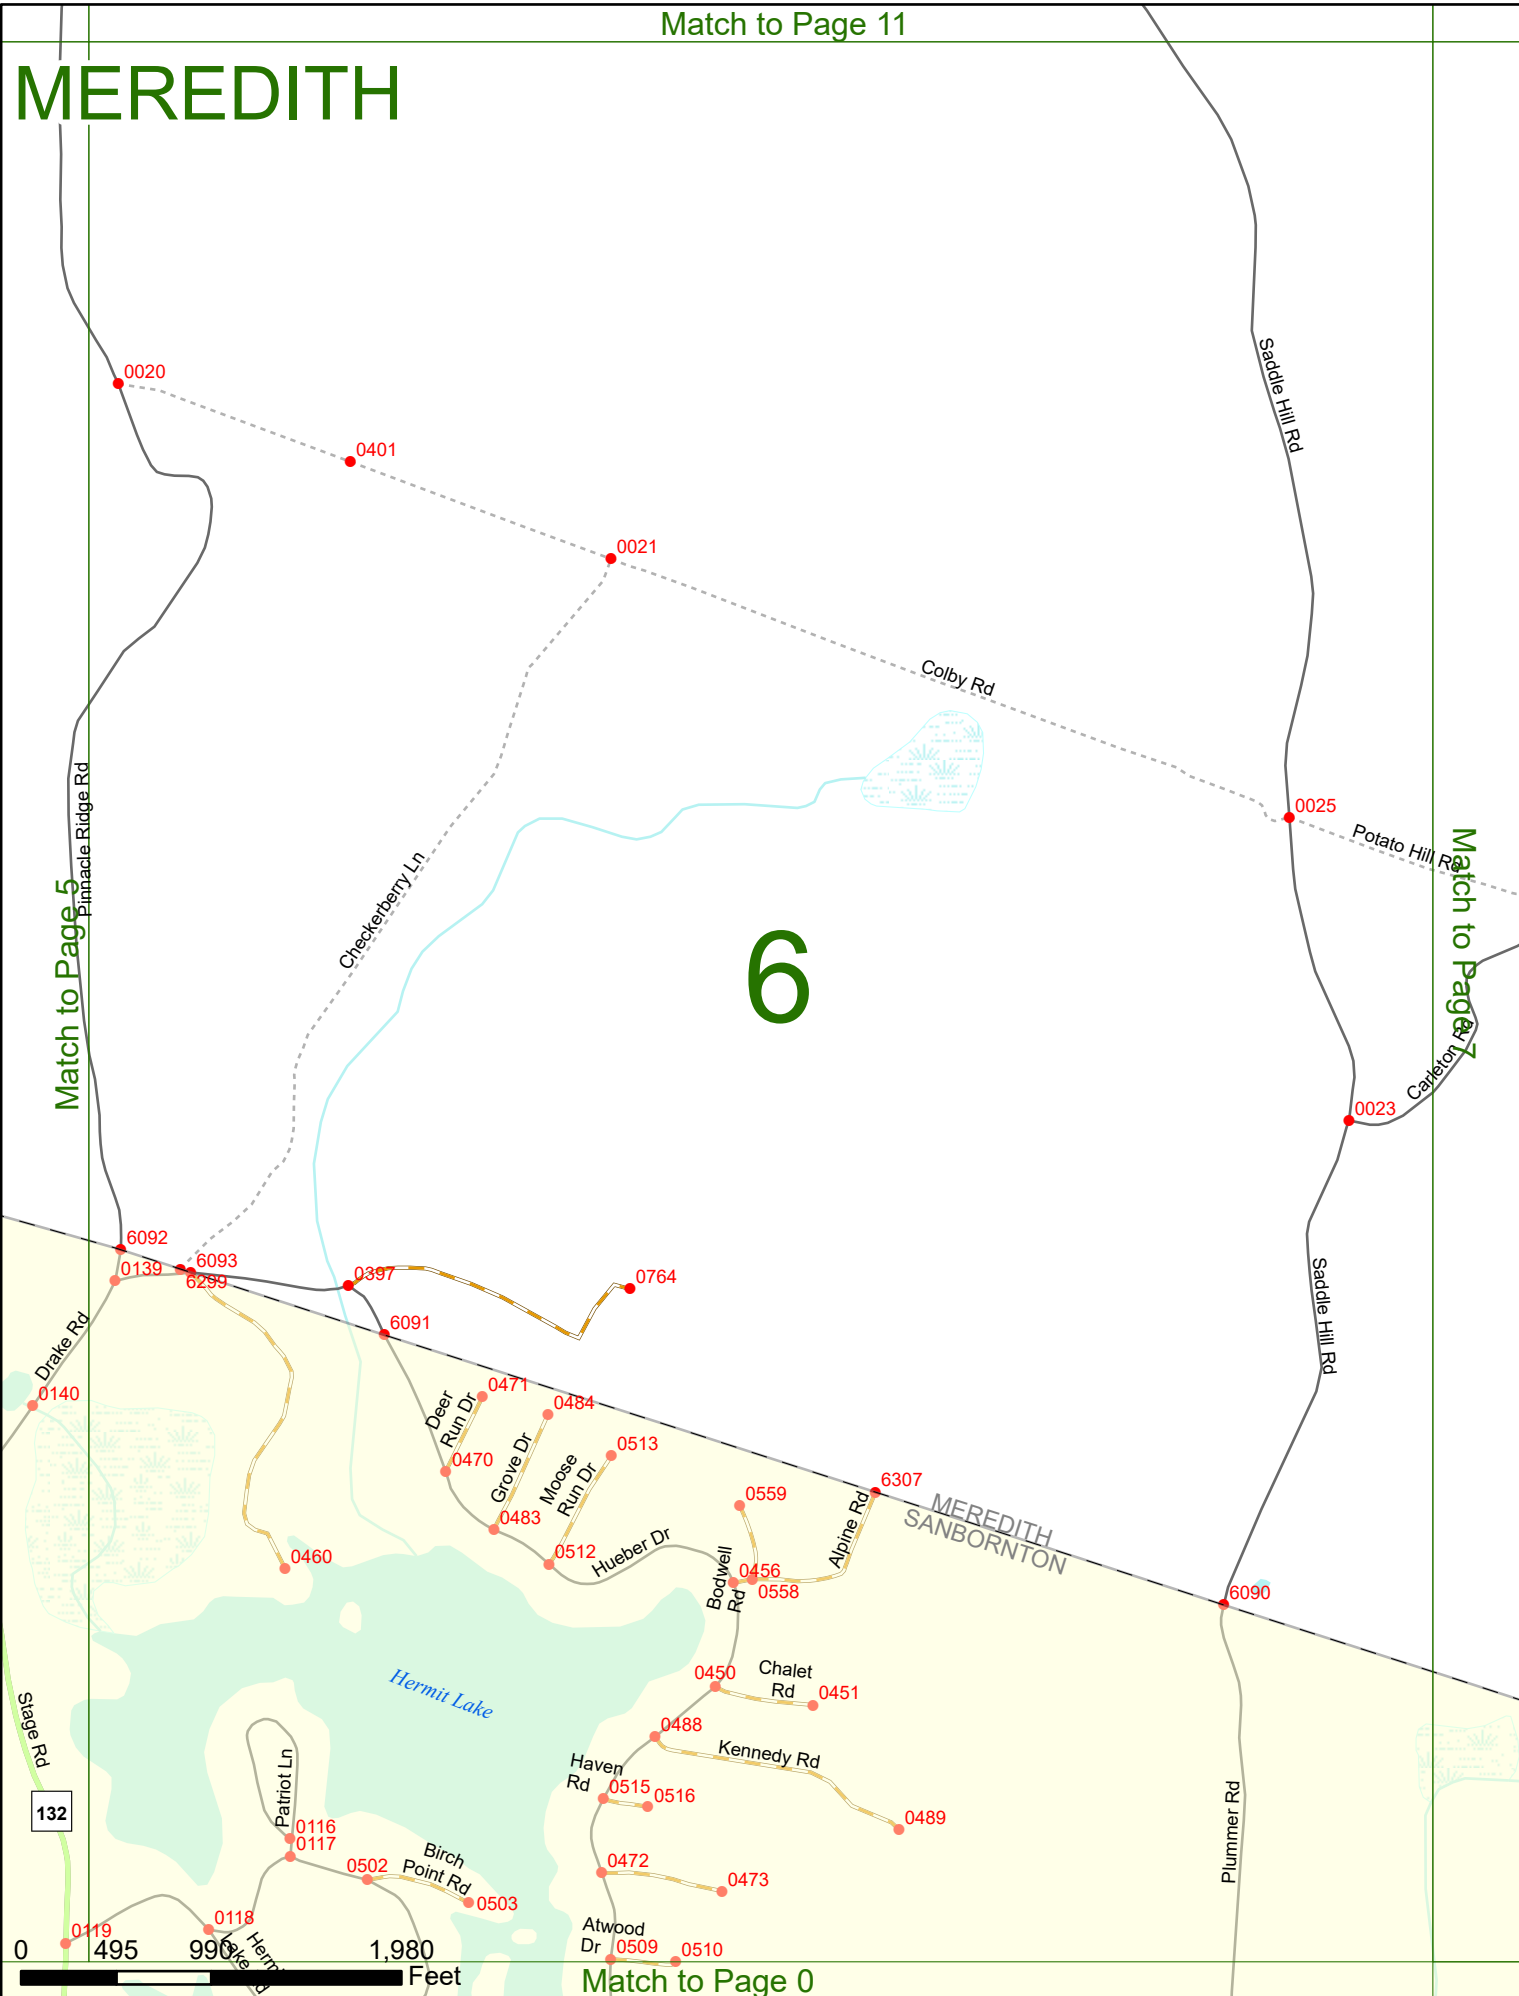 Match to Page 11
MEREDITH
0020
0401
0021
Saddle Hill Rd
Colby Rd
0025
Potato Hill Rd
Pinnacle Ridge Rd
Match to Page 5
Checkerberry Ln
6
Match to Page 7
Carleton Rd
0023
6092
6093
0139
6299
0397
0764
6091
Saddle Hill Rd
Drake Rd
0140
Deer
Run Dr
0471
0484
0470
Grove Dr
Moose
Run Dr
0513
0483
0512
Hueber Dr
0559
Alpine Rd
6307
MEREDITH
SANBORNTON
0460
Bodwell
Rd
0456
0558
6090
Hermit Lake
0450
Chalet
Rd
0451
0488
Kennedy Rd
Stage Rd
132
Patriot Ln
Haven
Rd
0515
0516
0489
Plummer Rd
0116
0117
0502
Birch
Point Rd
0503
0472
0473
0118
0119
Hermit
Lake Rd
Atwood
Dr
0509
0510
0
495
990
1,980
Feet
Match to Page 0